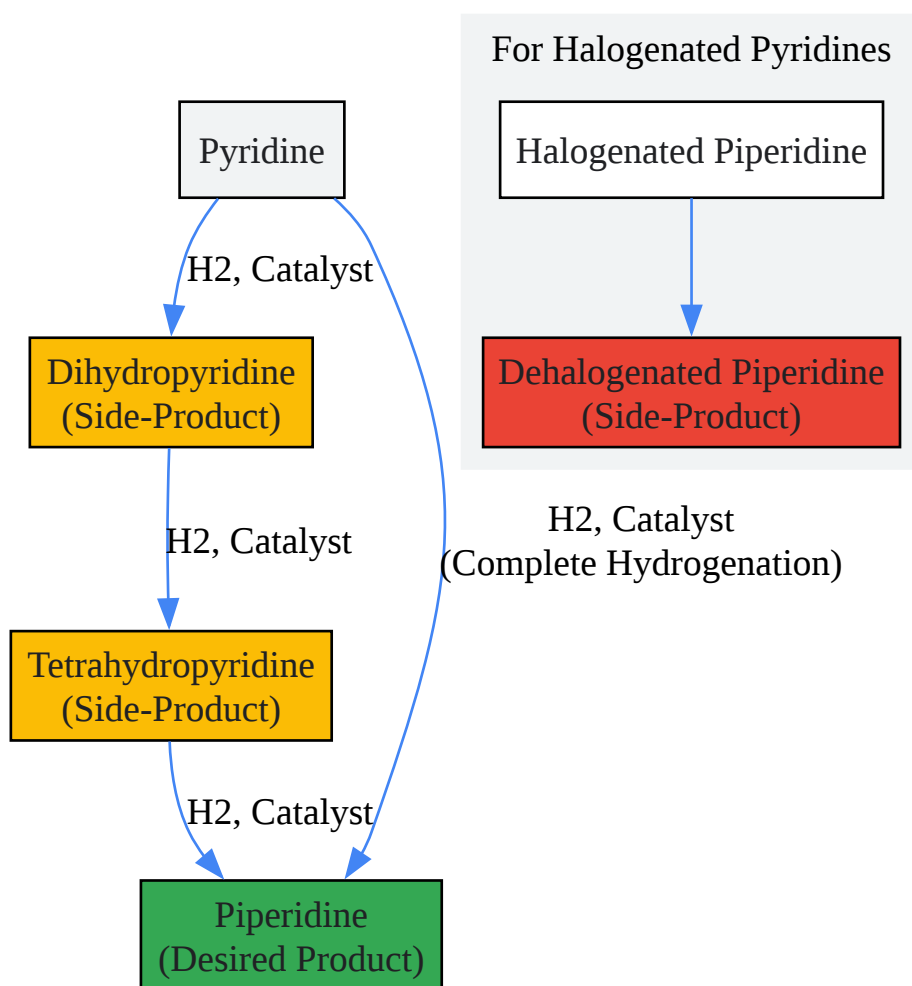 For Halogenated Pyridines
Pyridine
Halogenated Piperidine
H2, Catalyst
Dihydropyridine
(Side-Product)
Dehalogenated Piperidine
(Side-Product)
H2, Catalyst
H2, Catalyst
(Complete Hydrogenation)
Tetrahydropyridine
(Side-Product)
H2, Catalyst
Piperidine
(Desired Product)